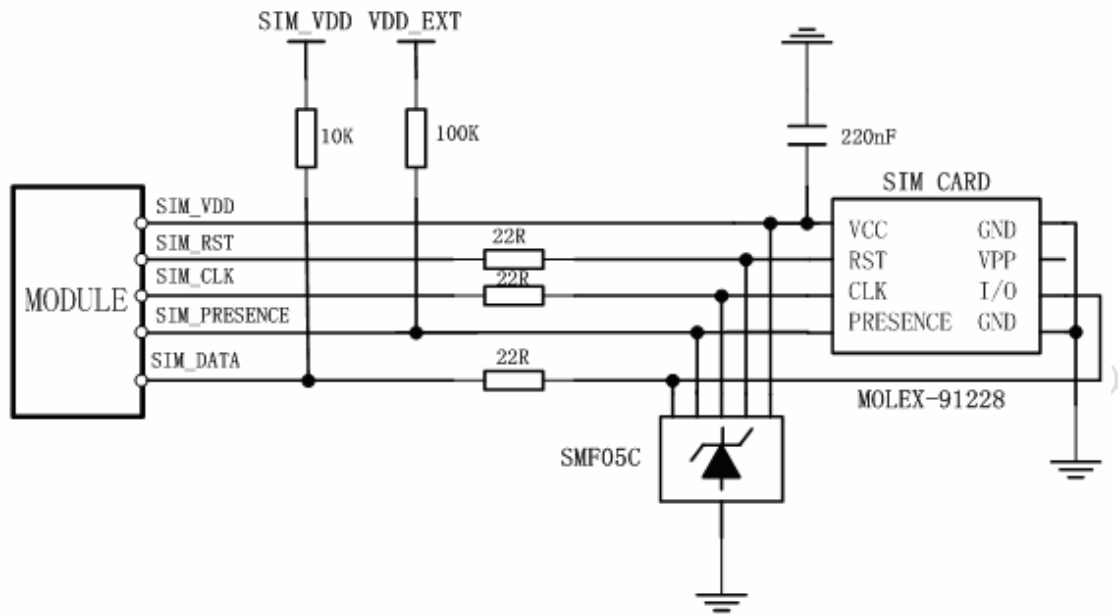 SIM_VDD VDD_EXT
10K 100K 220nF
SIM CARD
MODULE
SIM_VDD
SIM_RST
SIM_CLK
SIM_PRESENCE
SIM_DATA
22R
22R
22R
VCC GND
RST VPP
CLK I/O
PRESENCE GND
MOLEX-91228
SMF05C
)